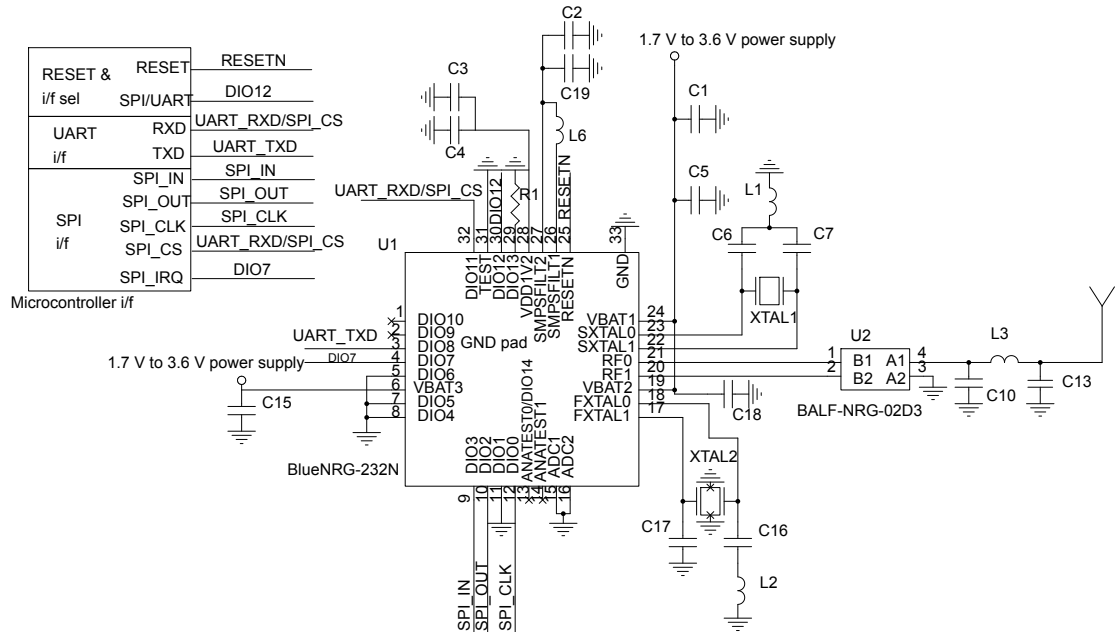 C2
1.7 V to 3.6 V power supply
RESET &
i/f sel
RESET
RESETN
SPI/UART
DIO12
UART
i/f
RXD
UART_RXD/SPI_CS
TXD
UART_TXD
SPI
i/f
SPI_IN
SPI_IN
SPI_OUT
SPI_OUT
SPI_CLK
SPI_CLK
SPI_CS
UART_RXD/SPI_CS
SPI_IRQ
DIO7
Microcontroller i/f
C3
C4
C19
L6
C1
C5
L1
C6
C7
XTAL1
UART_RXD/SPI_CS
DIO12
R1
RESETN
U1
32
31
30
29
28
27
26
25
33
DIO11
TEST
DIO12
DIO13
VDD1V2
SMPSFILT2
SMPSFILT1
RESETN
GND
GND pad
1
DIO10
2
DIO9
UART_TXD
3
DIO8
DIO7
4
DIO7
5
DIO6
1.7 V to 3.6 V power supply
6
VBAT3
7
DIO5
8
DIO4
C15
VBAT1
24
SXTAL0
23
SXTAL1
22
RF0
21
RF1
20
VBAT2
19
FXTAL0
18
FXTAL1
17
U2
1
B1
A1
4
2
B2
A2
3
BALF-NRG-02D3
L3
C10
C13
C18
BlueNRG-232N
DIO3
DIO2
DIO1
DIO0
ANATEST0/DIO14
ANATEST1
ADC1
ADC2
9
10
11
12
13
14
15
16
XTAL2
C17
C16
L2
SPI_IN
SPI_OUT
SPI_CLK